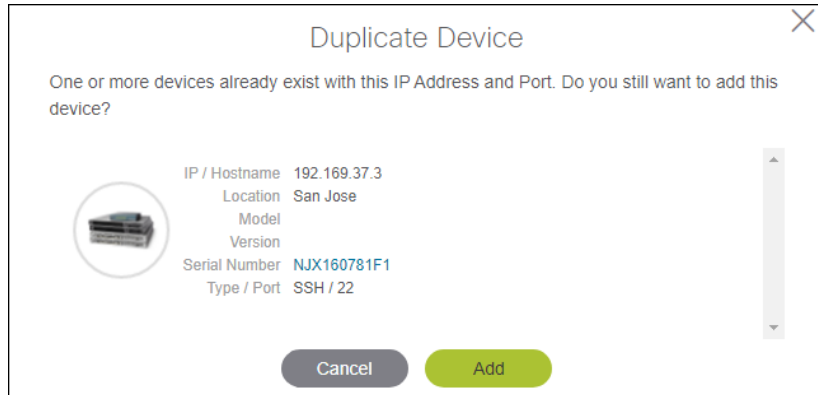 Duplicate Device
One or more devices already exist with this IP Address and Port. Do you still want to add this
device?
IP / Hostname 192.169.37.3
Location San Jose
Model
Version
Serial Number NJX160781F1
Type / Port SSH / 22
Cancel Add